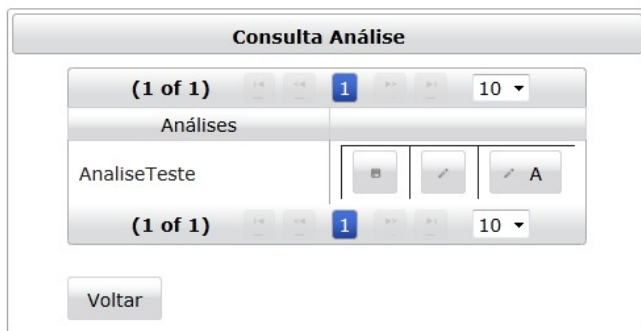 Consulta Análise
(1 of 1) 1 10
Análises
AnaliseTeste A
(1 of 1) 1 10
Voltar